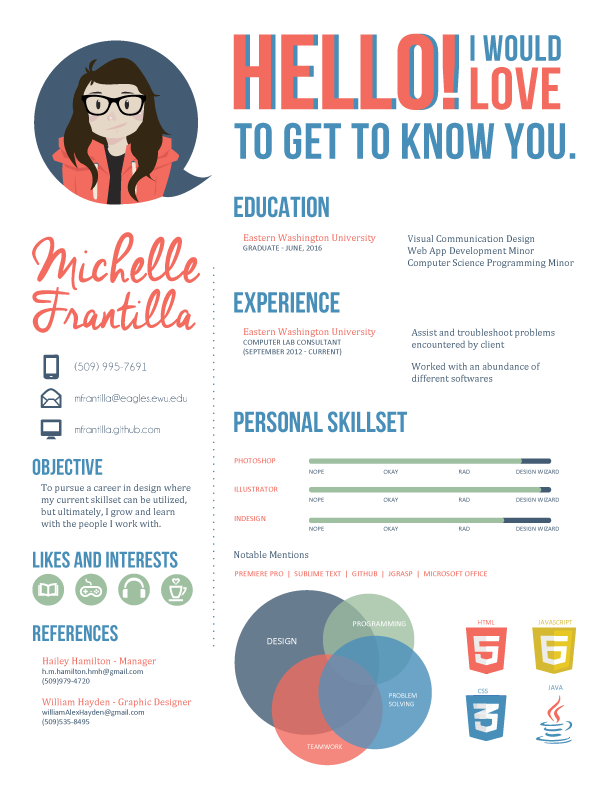 HELLO! I WOULD
LOVE
TO GET TO KNOW YOU.
Michelle
Frantilla
(509) 995-7691
mfrantilla@eagles.ewu.edu
mfrantilla.github.com
OBJECTIVE
To pursue a career in design where
my current skillset can be utilized,
but ultimately, I grow and learn
with the people I work with.
LIKES AND INTERESTS
REFERENCES
Hailey Hamilton - Manager
h.m.hamilton.hmh@gmail.com
(509)979-4720
William Hayden - Graphic Designer
williamAlexHayden@gmail.com
(509)535-8495
EDUCATION
Eastern Washington University
GRADUATE - JUNE, 2016
Visual Communication Design
Web App Development Minor
Computer Science Programming Minor
EXPERIENCE
Eastern Washington University
COMPUTER LAB CONSULTANT
(SEPTEMBER 2012 - CURRENT)
Assist and troubleshoot problems
encountered by client
Worked with an abundance of
different softwares
PERSONAL SKILLSET
PHOTOSHOP
NOPE OKAY RAD DESIGN WIZARD
ILLUSTRATOR
NOPE OKAY RAD DESIGN WIZARD
INDESIGN
NOPE OKAY RAD DESIGN WIZARD
Notable Mentions
PREMIERE PRO | SUBLIME TEXT | GITHUB | JGRASP | MICROSOFT OFFICE
DESIGN
PROGRAMMING
PROBLEM
SOLVING
TEAMWORK
HTML
5
JAVASCRIPT
CSS
3
JAVA